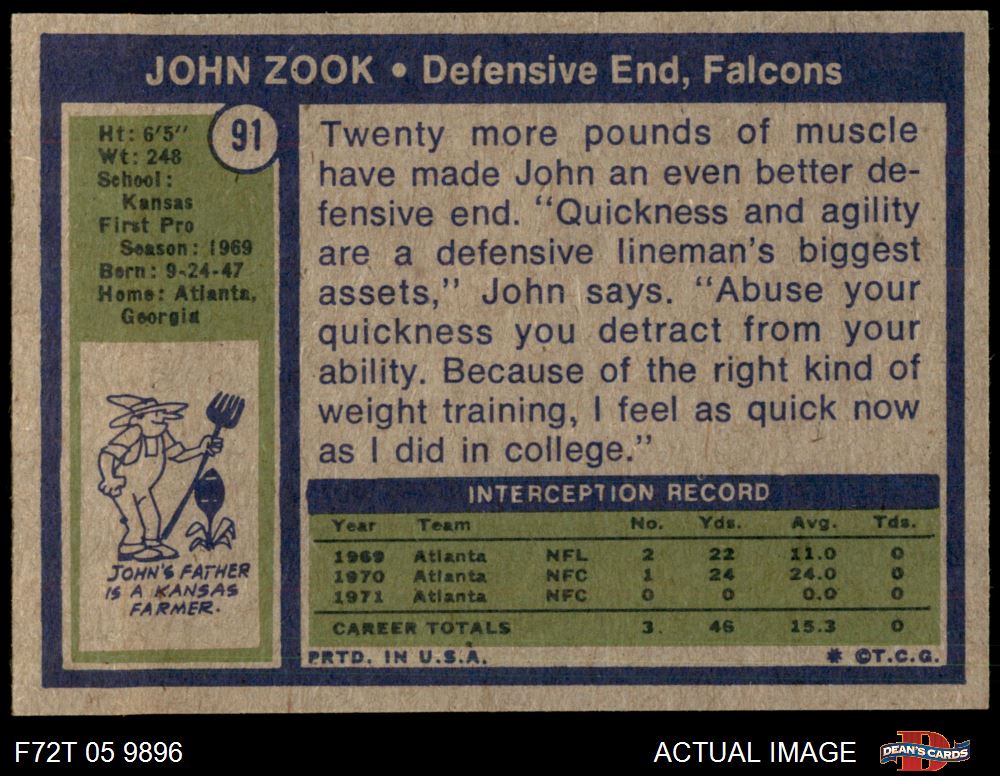 JOHN ZOOK • Defensive End, Falcons
91
Ht: 6'5"
Wt: 248
School:
Kansas
First Pro
Season: 1969
Born: 9-24-47
Home: Atlanta,
Georgia
JOHN'S FATHER
IS A KANSAS
FARMER.
Twenty more pounds of muscle
have made John an even better de-
fensive end. "Quickness and agility
are a defensive lineman's biggest
assets," John says. "Abuse your
quickness you detract from your
ability. Because of the right kind of
weight training, I feel as quick now
as I did in college."
INTERCEPTION RECORD
Year Team No. Yds. Avg. Tds.
1969 Atlanta NFL 2 22 11.0 0
1970 Atlanta NFC 1 24 24.0 0
1971 Atlanta NFC 0 0 0.0 0
CAREER TOTALS 3. 46 15.3 0
PRTD. IN U.S.A. * ©T.C.G.
F72T 05 9896 ACTUAL IMAGE
D
DEAN'S CARDS